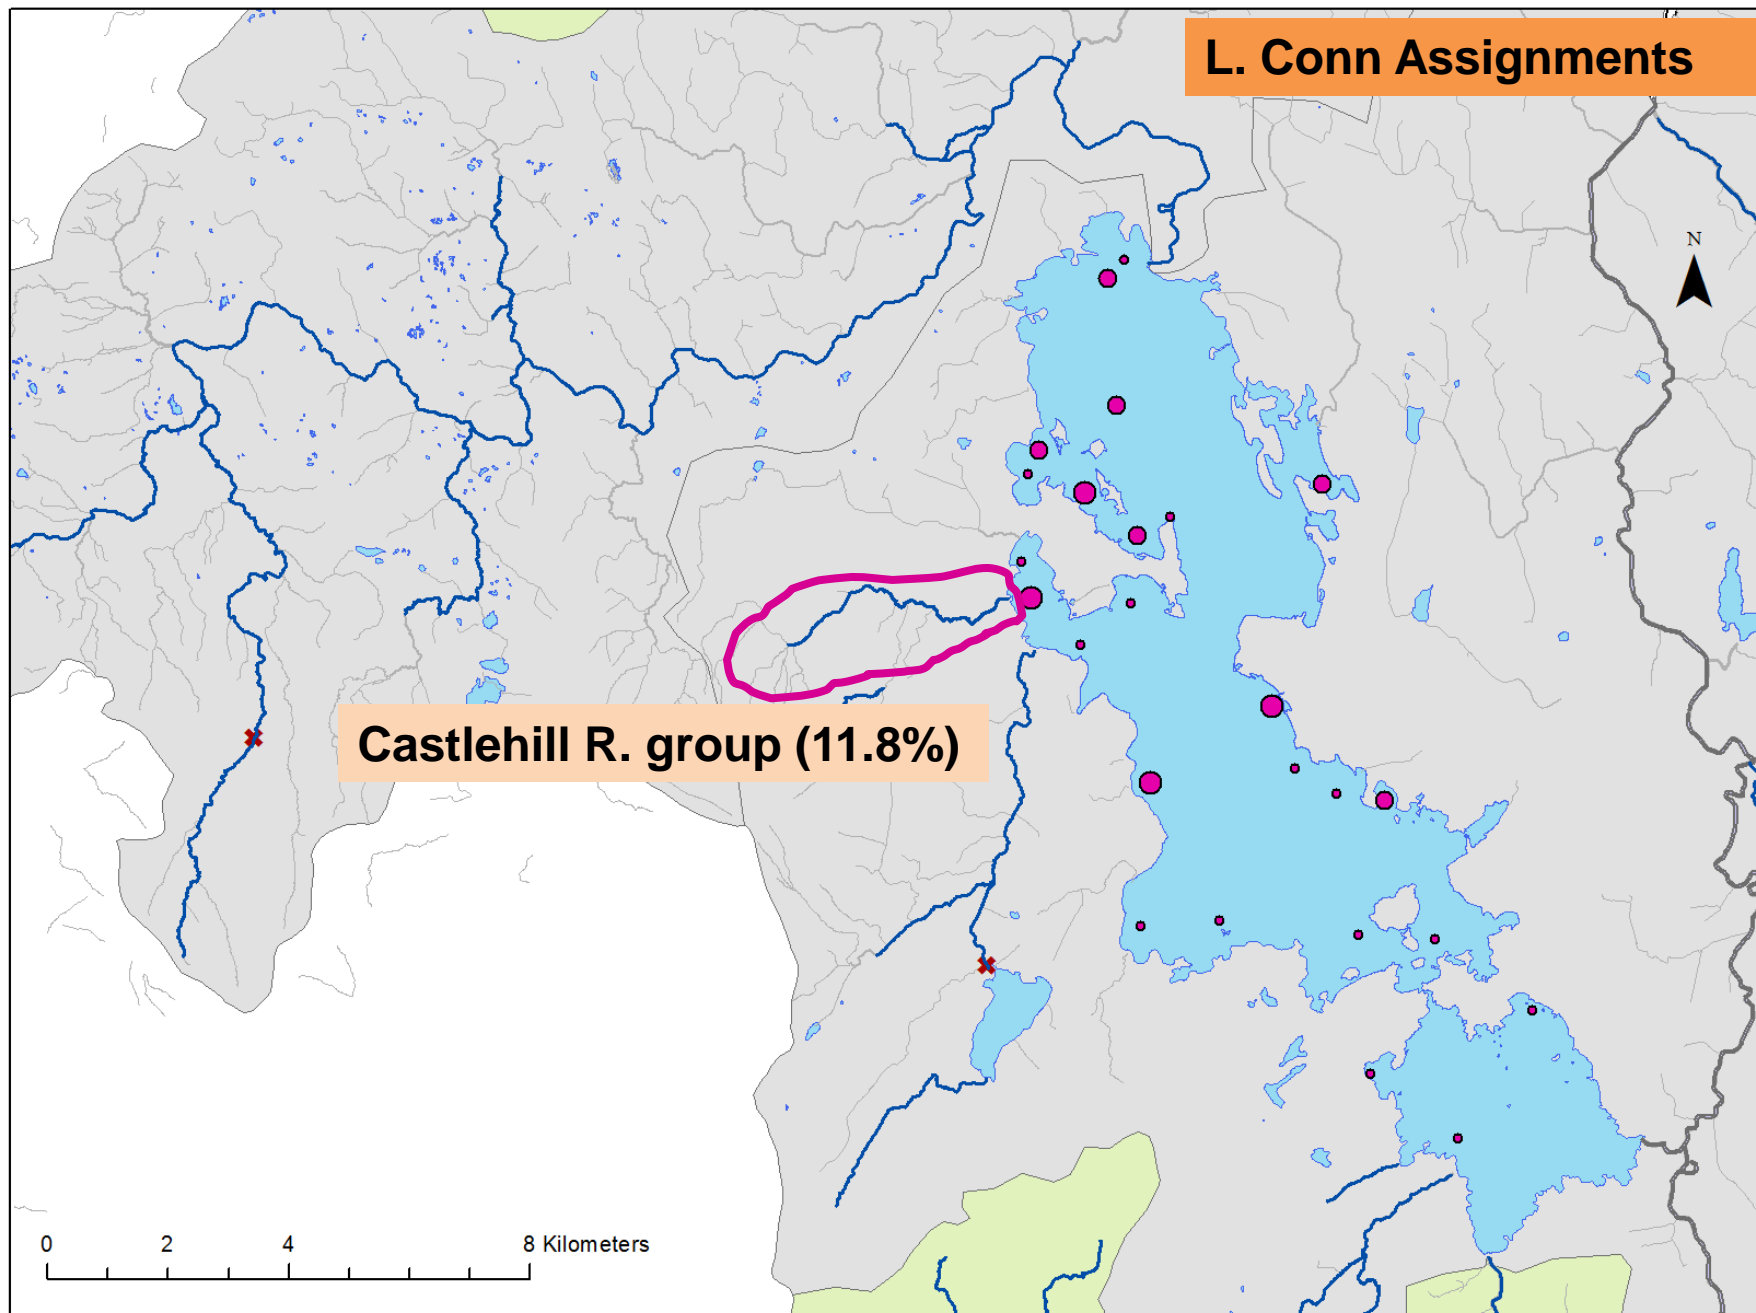 L. Conn Assignments
N
Castlehill R. group (11.8%)
0 2 4 8 Kilometers